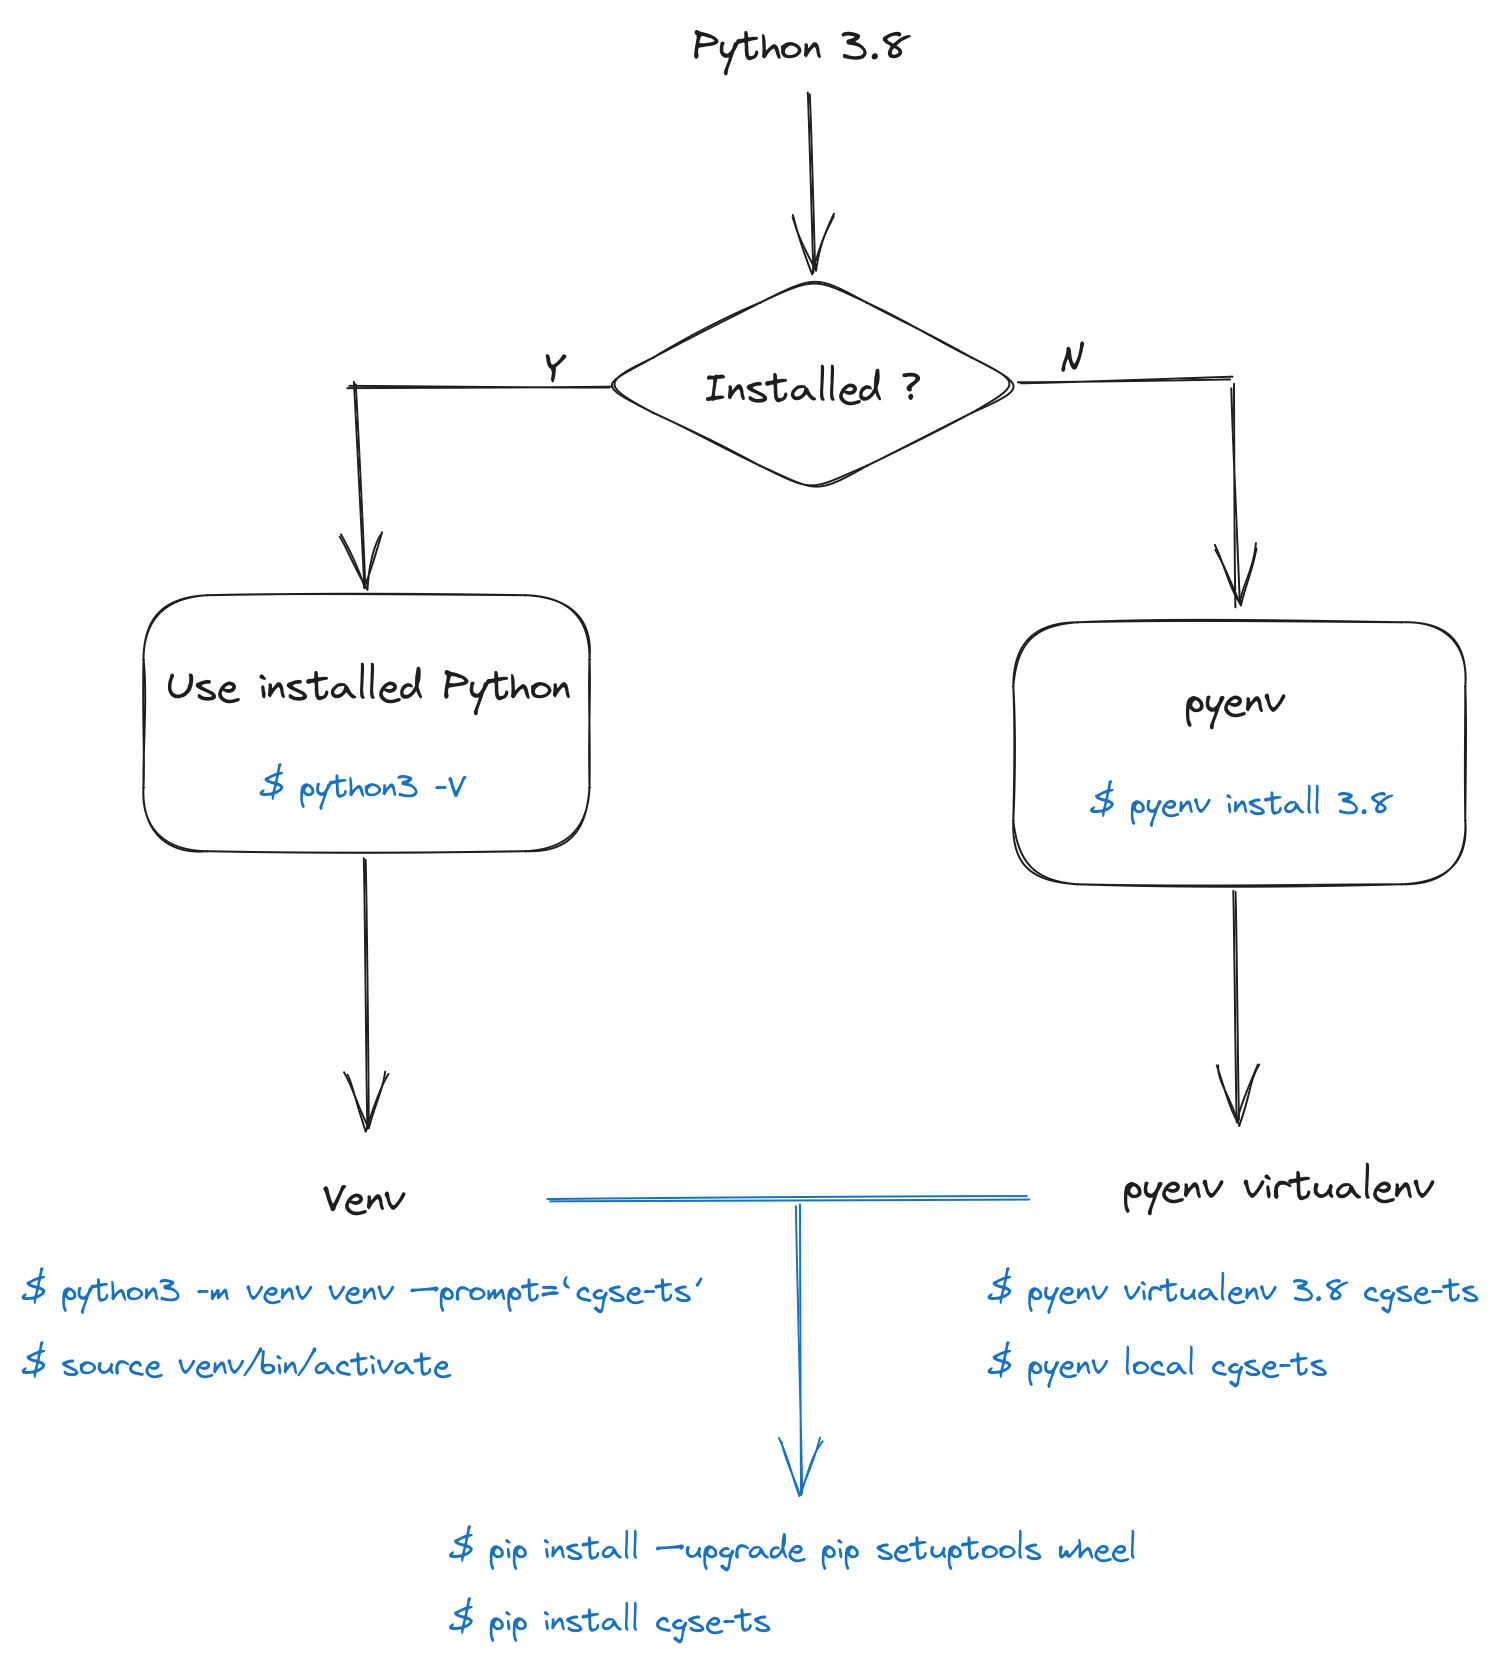 Python 3.8
Y
N
Installed ?
Use installed Python
$ python3 -V
pyenv
$ pyenv install 3.8
Venv
$ python3 -m venv venv —prompt=‘cgse-ts’
$ source venv/bin/activate
pyenv virtualenv
$ pyenv virtualenv 3.8 cgse-ts
$ pyenv local cgse-ts
$ pip install —upgrade pip setuptools wheel
$ pip install cgse-ts